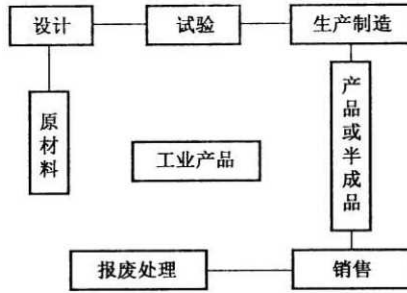 设计
试验
生产制造
原材料
产品或半成品
工业产品
报废处理
销售